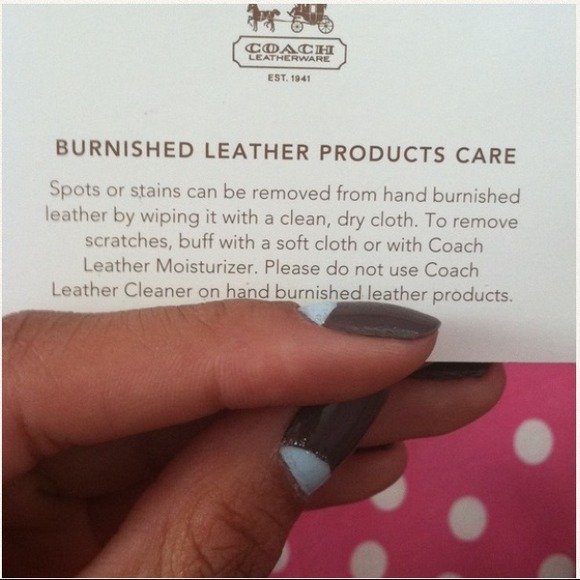 COACH
LEATHERWARE
EST. 1941
BURNISHED LEATHER PRODUCTS CARE
Spots or stains can be removed from hand burnished
leather by wiping it with a clean, dry cloth. To remove
scratches, buff with a soft cloth or with Coach
Leather Moisturizer. Please do not use Coach
Leather Cleaner on hand burnished leather products.